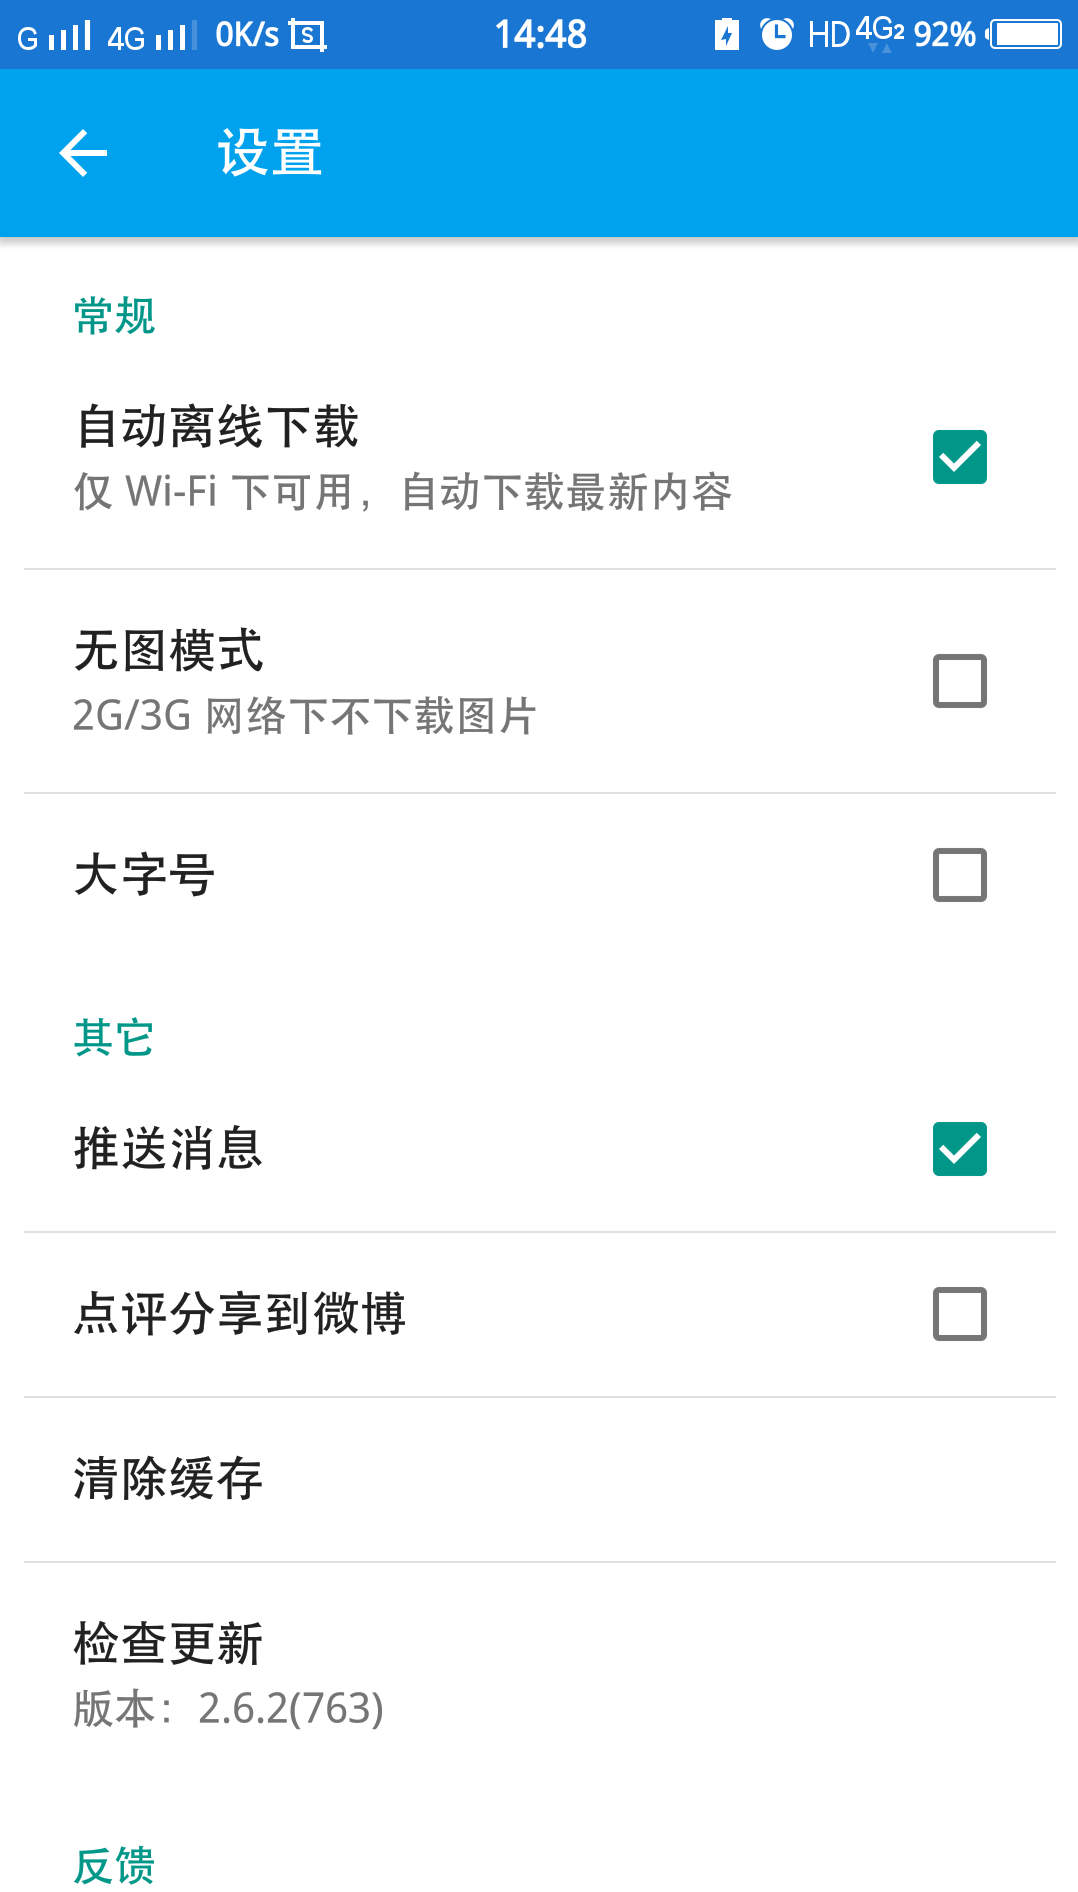 G 4G 0K/s S 14:48 HD 4G2 92%
设置
常规
自动离线下载
仅 Wi-Fi 下可用，自动下载最新内容
无图模式
2G/3G 网络下不下载图片
大字号
其它
推送消息
点评分享到微博
清除缓存
检查更新
版本：2.6.2(763)
反馈